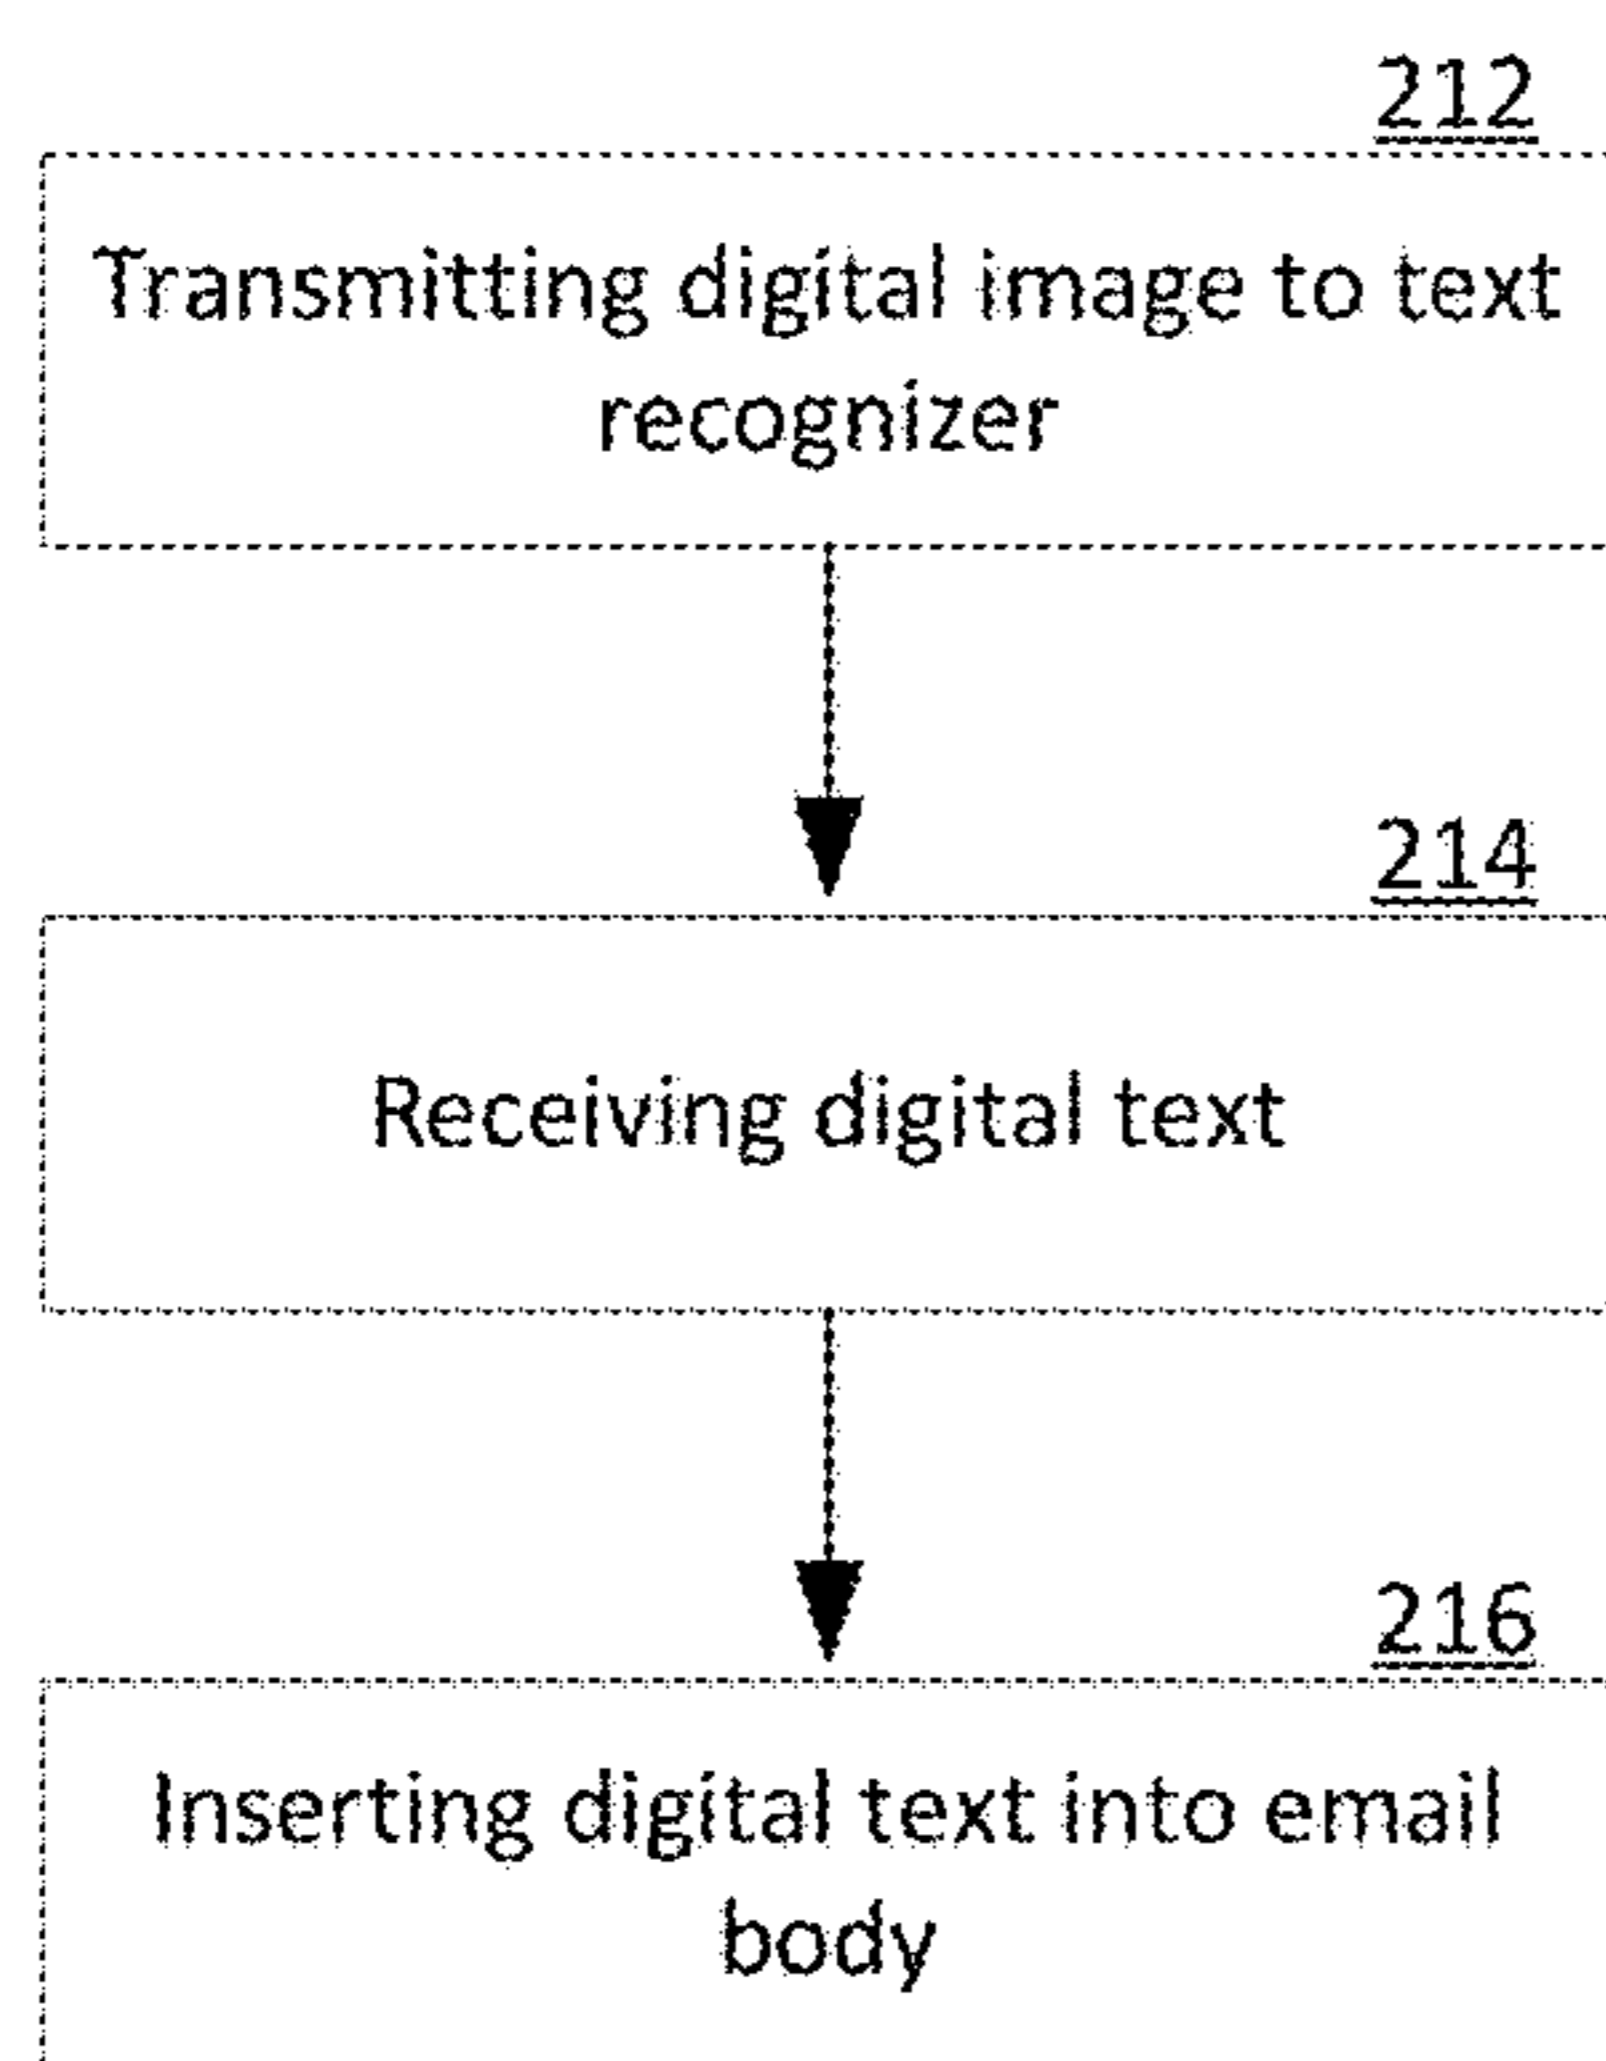 212
Transmitting digital image to text
recognizer
214
Receiving digital text
216
Inserting digital text into email
body